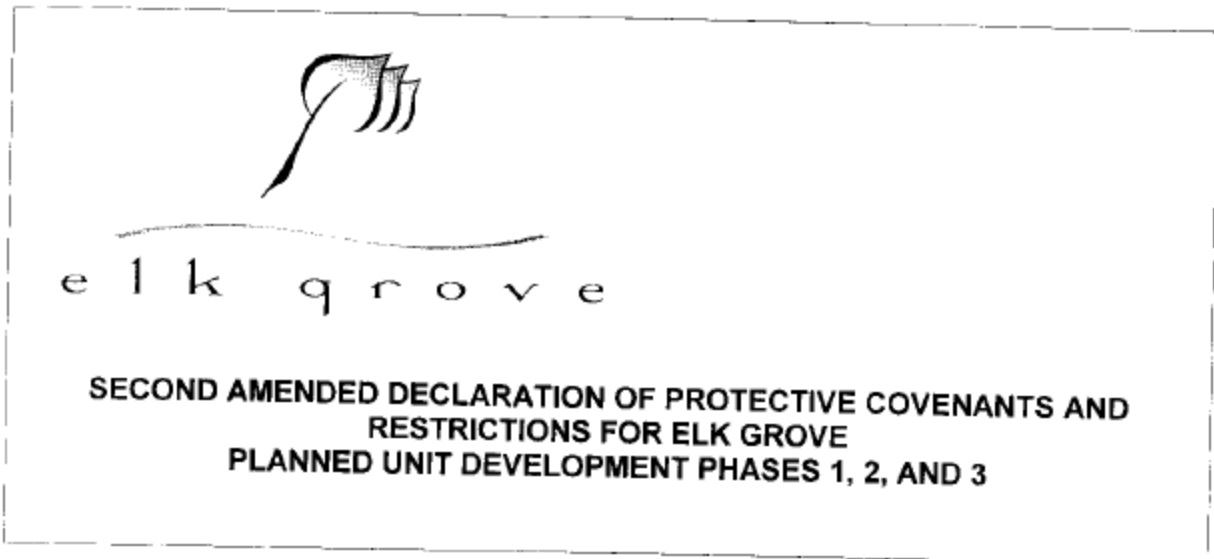 elk grove
SECOND AMENDED DECLARATION OF PROTECTIVE COVENANTS AND
RESTRICTIONS FOR ELK GROVE
PLANNED UNIT DEVELOPMENT PHASES 1, 2, AND 3